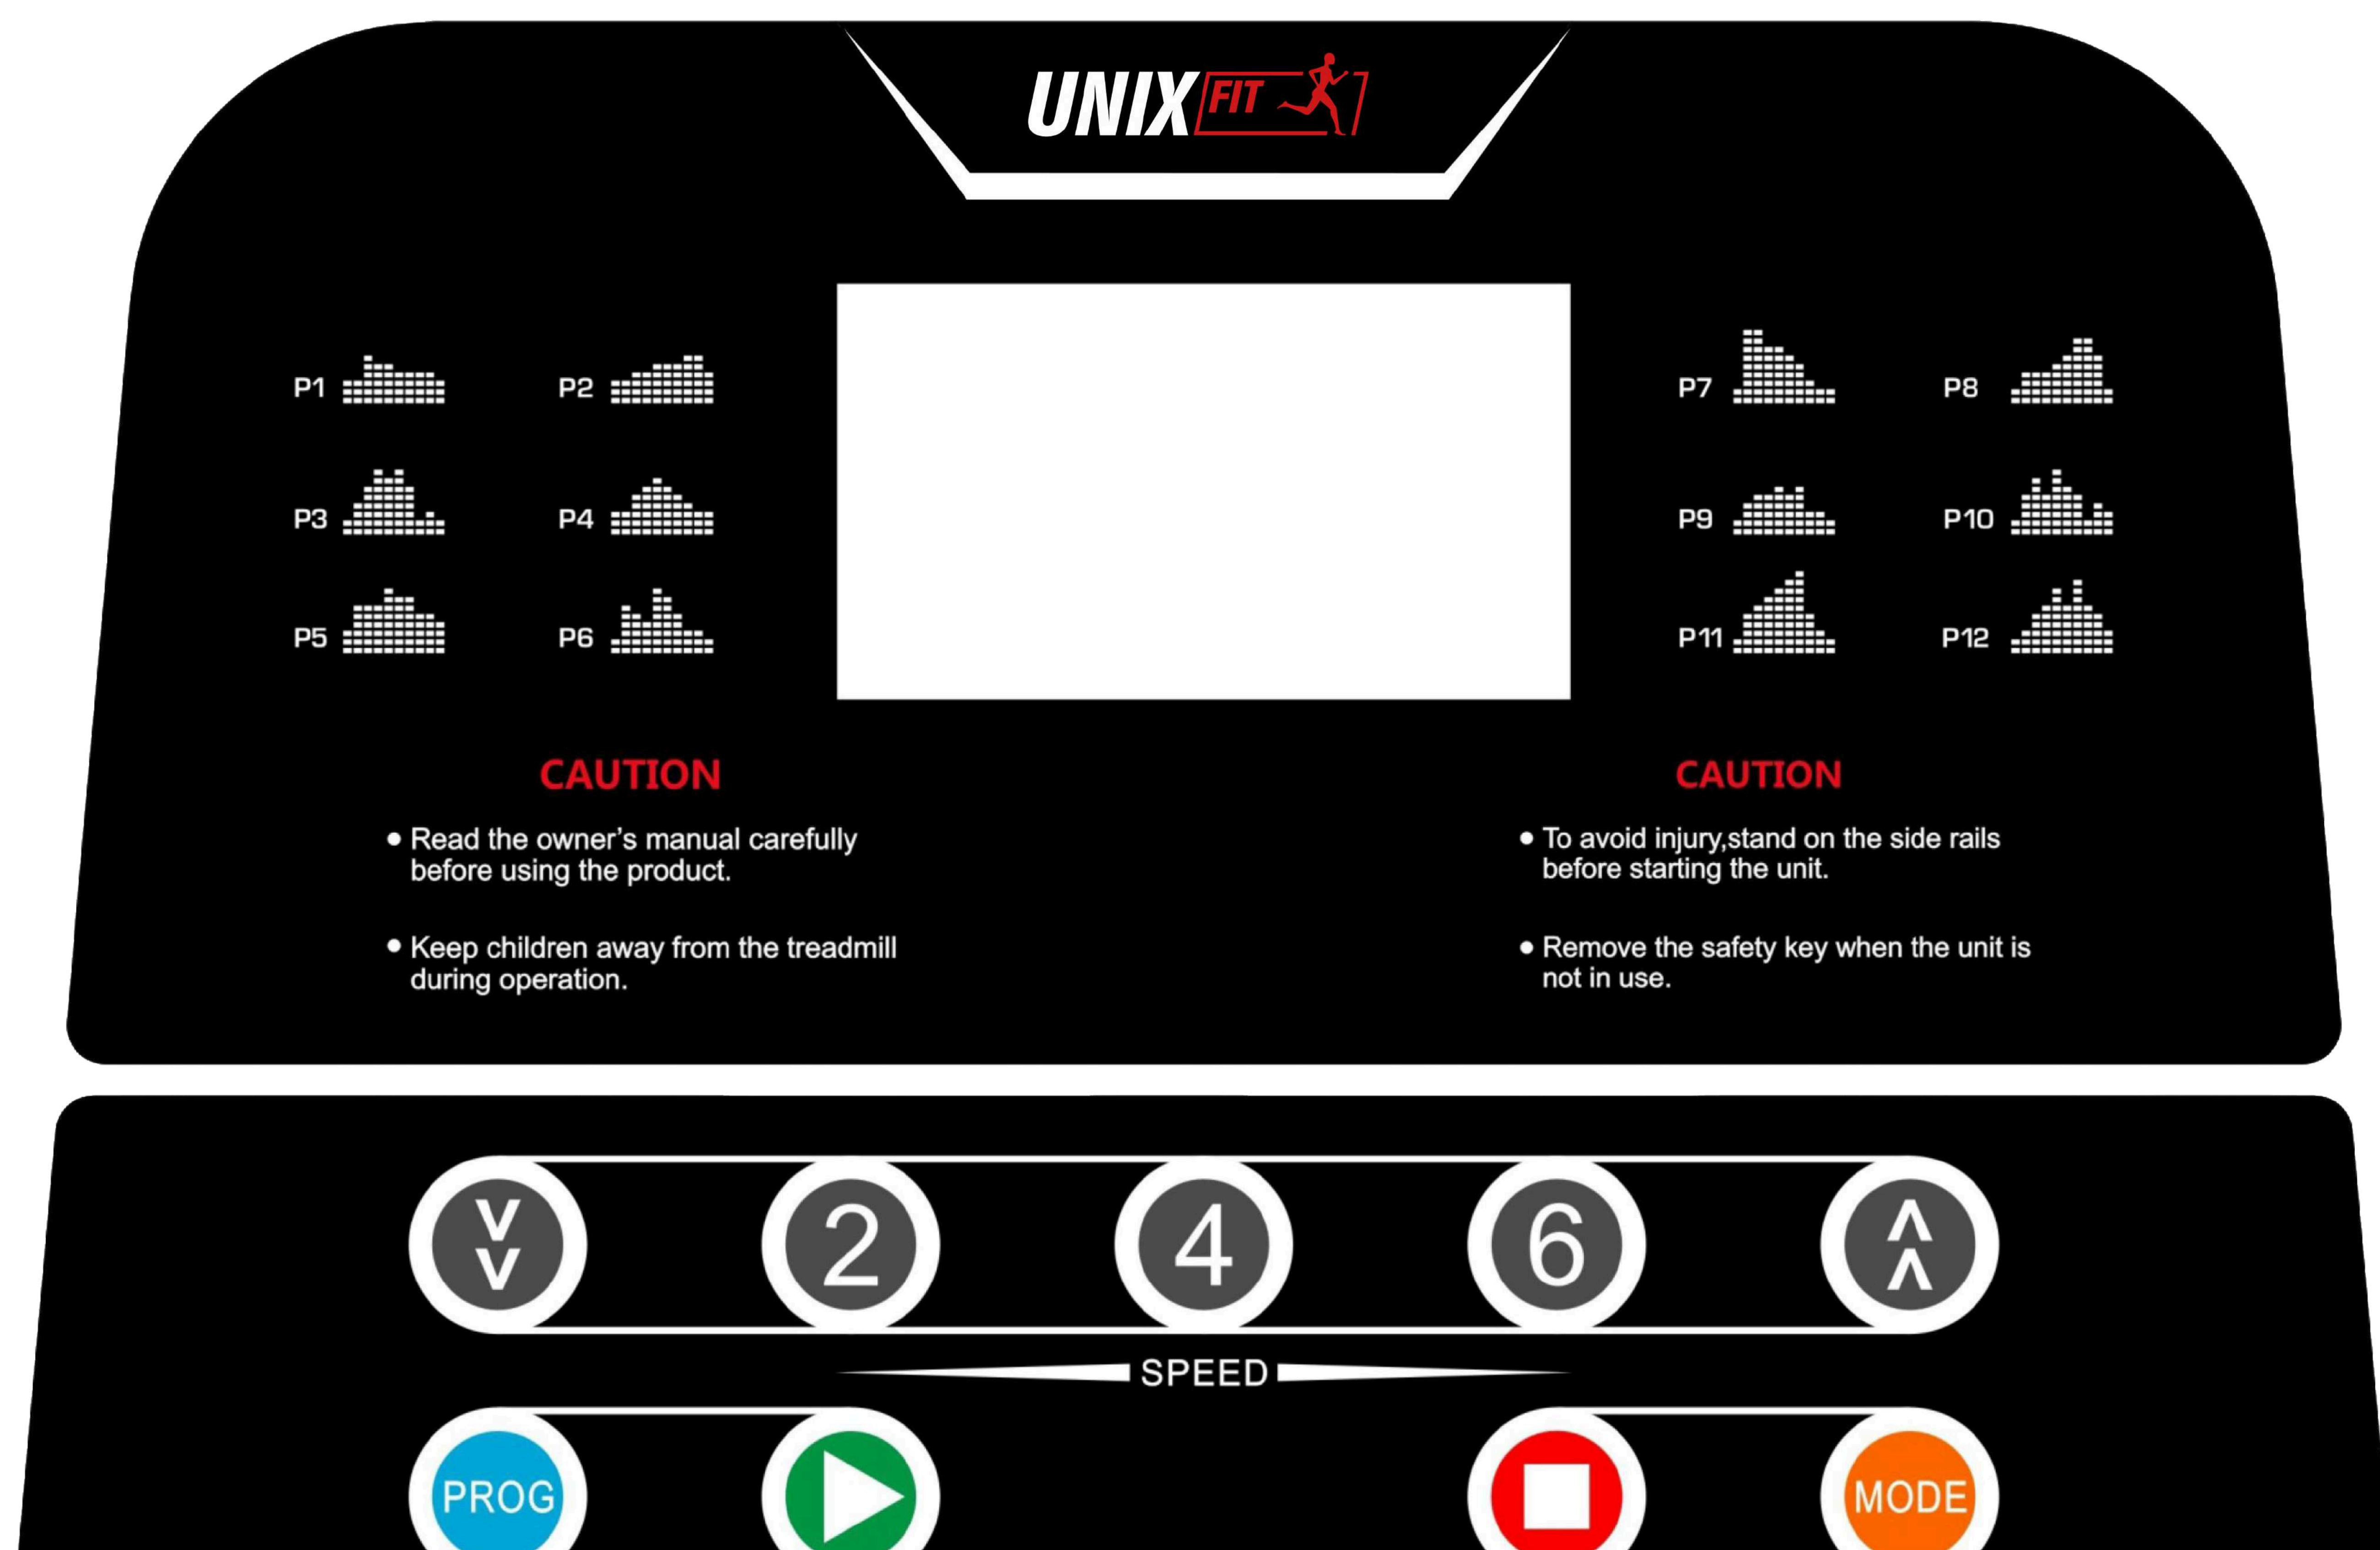 UNIX FIT
P1 P2
P3 P4
P5 P6
P7 P8
P9 P10
P11 P12
CAUTION
● Read the owner’s manual carefully
before using the product.
● Keep children away from the treadmill
during operation.
CAUTION
● To avoid injury,stand on the side rails
before starting the unit.
● Remove the safety key when the unit is
not in use.
2 4 6
SPEED
PROG MODE